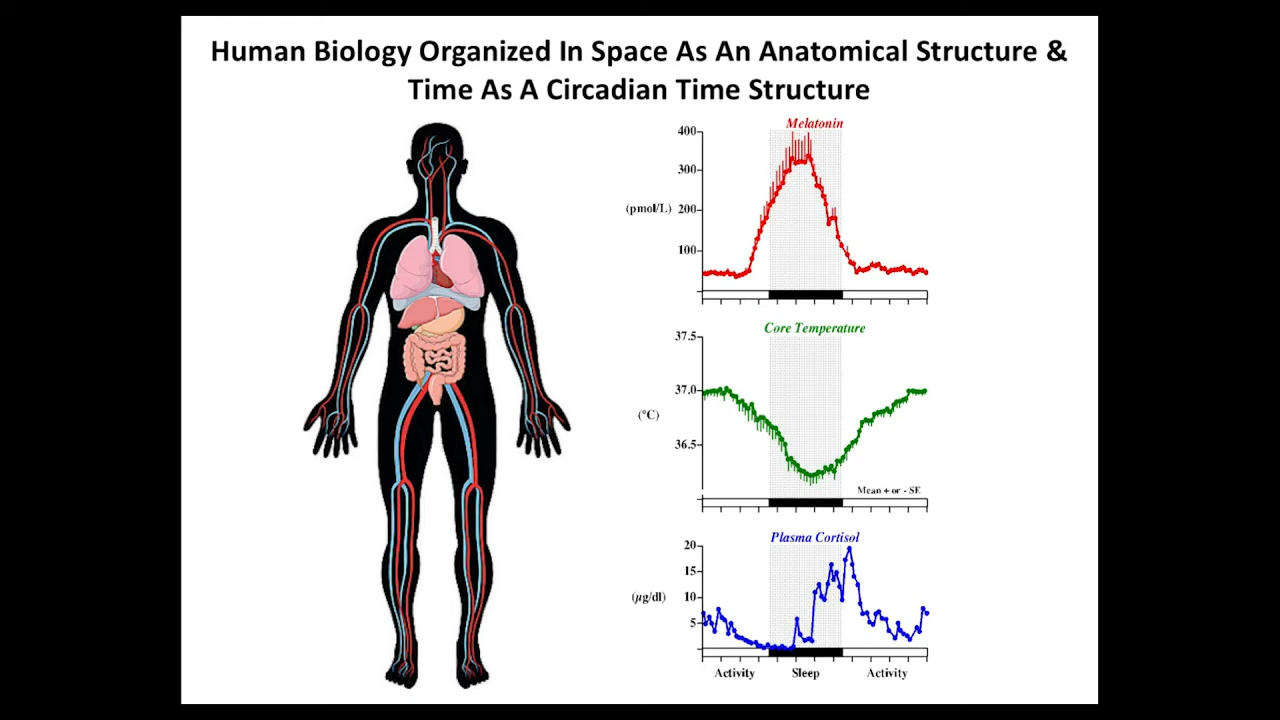 Human Biology Organized In Space As An Anatomical Structure &
Time As A Circadian Time Structure
Melatonin
400
300
(pmol/L)
200
100
Core Temperature
37.5
37.0
(°C)
36.5
Mean + or - SE
Plasma Cortisol
20
15
(µg/dl)
10
5
Activity Sleep Activity